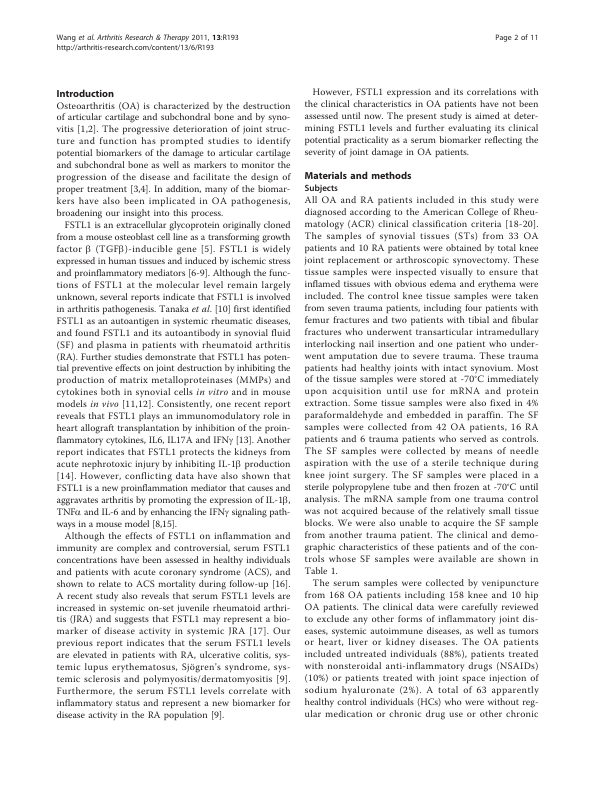 Wang et al. Arthritis Research & Therapy 2011, 13:R193
http://arthritis-research.com/content/13/6/R193
Page 2 of 11
Introduction
Osteoarthritis (OA) is characterized by the destruction
of articular cartilage and subchondral bone and by syno-
vitis [1,2]. The progressive deterioration of joint struc-
ture and function has prompted studies to identify
potential biomarkers of the damage to articular cartilage
and subchondral bone as well as markers to monitor the
progression of the disease and facilitate the design of
proper treatment [3,4]. In addition, many of the biomar-
kers have also been implicated in OA pathogenesis,
broadening our insight into this process.
FSTL1 is an extracellular glycoprotein originally cloned
from a mouse osteoblast cell line as a transforming growth
factor β (TGFβ)-inducible gene [5]. FSTL1 is widely
expressed in human tissues and induced by ischemic stress
and proinflammatory mediators [6-9]. Although the func-
tions of FSTL1 at the molecular level remain largely
unknown, several reports indicate that FSTL1 is involved
in arthritis pathogenesis. Tanaka et al. [10] first identified
FSTL1 as an autoantigen in systemic rheumatic diseases,
and found FSTL1 and its autoantibody in synovial fluid
(SF) and plasma in patients with rheumatoid arthritis
(RA). Further studies demonstrate that FSTL1 has poten-
tial preventive effects on joint destruction by inhibiting the
production of matrix metalloproteinases (MMPs) and
cytokines both in synovial cells in vitro and in mouse
models in vivo [11,12]. Consistently, one recent report
reveals that FSTL1 plays an immunomodulatory role in
heart allograft transplantation by inhibition of the proin-
flammatory cytokines, IL6, IL17A and IFNγ [13]. Another
report indicates that FSTL1 protects the kidneys from
acute nephrotoxic injury by inhibiting IL-1β production
[14]. However, conflicting data have also shown that
FSTL1 is a new proinflammation mediator that causes and
aggravates arthritis by promoting the expression of IL-1β,
TNFα and IL-6 and by enhancing the IFNγ signaling path-
ways in a mouse model [8,15].
Although the effects of FSTL1 on inflammation and
immunity are complex and controversial, serum FSTL1
concentrations have been assessed in healthy individuals
and patients with acute coronary syndrome (ACS), and
shown to relate to ACS mortality during follow-up [16].
A recent study also reveals that serum FSTL1 levels are
increased in systemic on-set juvenile rheumatoid arthri-
tis (JRA) and suggests that FSTL1 may represent a bio-
marker of disease activity in systemic JRA [17]. Our
previous report indicates that the serum FSTL1 levels
are elevated in patients with RA, ulcerative colitis, sys-
temic lupus erythematosus, Sjögren's syndrome, sys-
temic sclerosis and polymyositis/dermatomyositis [9].
Furthermore, the serum FSTL1 levels correlate with
inflammatory status and represent a new biomarker for
disease activity in the RA population [9].
However, FSTL1 expression and its correlations with
the clinical characteristics in OA patients have not been
assessed until now. The present study is aimed at deter-
mining FSTL1 levels and further evaluating its clinical
potential practicality as a serum biomarker reflecting the
severity of joint damage in OA patients.
Materials and methods
Subjects
All OA and RA patients included in this study were
diagnosed according to the American College of Rheu-
matology (ACR) clinical classification criteria [18-20].
The samples of synovial tissues (STs) from 33 OA
patients and 10 RA patients were obtained by total knee
joint replacement or arthroscopic synovectomy. These
tissue samples were inspected visually to ensure that
inflamed tissues with obvious edema and erythema were
included. The control knee tissue samples were taken
from seven trauma patients, including four patients with
femur fractures and two patients with tibial and fibular
fractures who underwent transarticular intramedullary
interlocking nail insertion and one patient who under-
went amputation due to severe trauma. These trauma
patients had healthy joints with intact synovium. Most
of the tissue samples were stored at -70°C immediately
upon acquisition until use for mRNA and protein
extraction. Some tissue samples were also fixed in 4%
paraformaldehyde and embedded in paraffin. The SF
samples were collected from 42 OA patients, 16 RA
patients and 6 trauma patients who served as controls.
The SF samples were collected by means of needle
aspiration with the use of a sterile technique during
knee joint surgery. The SF samples were placed in a
sterile polypropylene tube and then frozen at -70°C until
analysis. The mRNA sample from one trauma control
was not acquired because of the relatively small tissue
blocks. We were also unable to acquire the SF sample
from another trauma patient. The clinical and demo-
graphic characteristics of these patients and of the con-
trols whose SF samples were available are shown in
Table 1.
The serum samples were collected by venipuncture
from 168 OA patients including 158 knee and 10 hip
OA patients. The clinical data were carefully reviewed
to exclude any other forms of inflammatory joint dis-
eases, systemic autoimmune diseases, as well as tumors
or heart, liver or kidney diseases. The OA patients
included untreated individuals (88%), patients treated
with nonsteroidal anti-inflammatory drugs (NSAIDs)
(10%) or patients treated with joint space injection of
sodium hyaluronate (2%). A total of 63 apparently
healthy control individuals (HCs) who were without reg-
ular medication or chronic drug use or other chronic